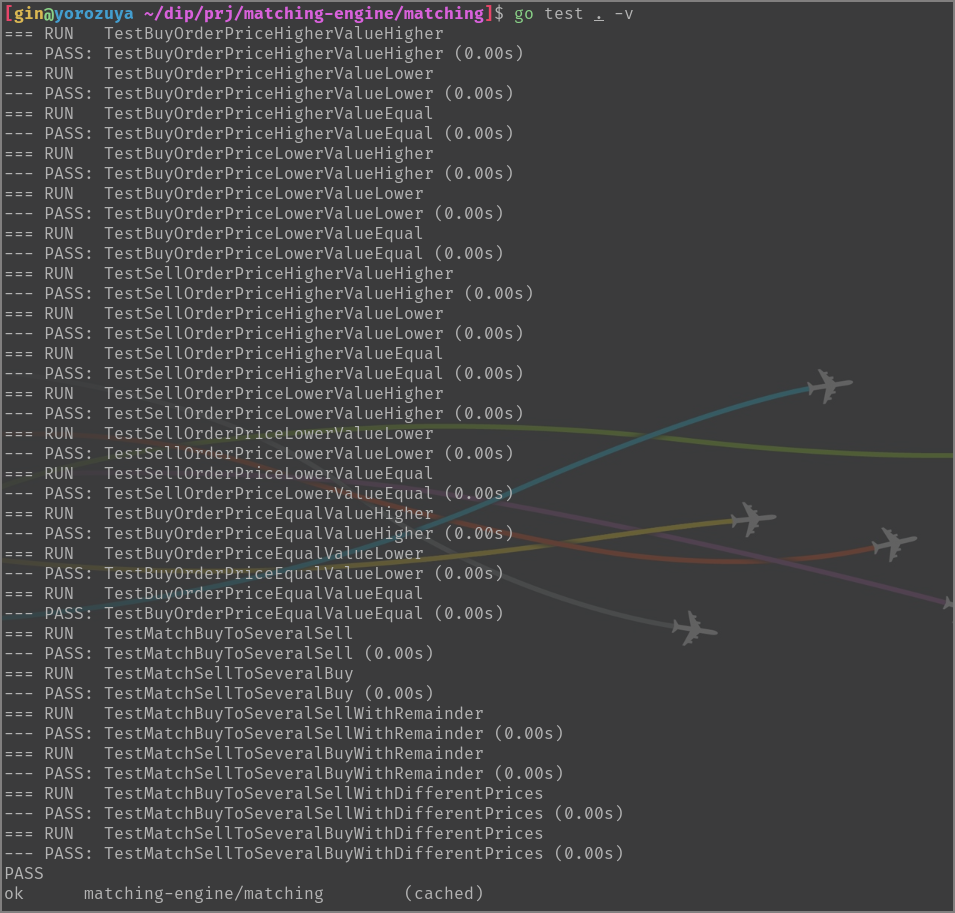 [gin@yorozuya ~/dip/prj/matching-engine/matching]$ go test . -v
=== RUN   TestBuyOrderPriceHigherValueHigher
--- PASS: TestBuyOrderPriceHigherValueHigher (0.00s)
=== RUN   TestBuyOrderPriceHigherValueLower
--- PASS: TestBuyOrderPriceHigherValueLower (0.00s)
=== RUN   TestBuyOrderPriceHigherValueEqual
--- PASS: TestBuyOrderPriceHigherValueEqual (0.00s)
=== RUN   TestBuyOrderPriceLowerValueHigher
--- PASS: TestBuyOrderPriceLowerValueHigher (0.00s)
=== RUN   TestBuyOrderPriceLowerValueLower
--- PASS: TestBuyOrderPriceLowerValueLower (0.00s)
=== RUN   TestBuyOrderPriceLowerValueEqual
--- PASS: TestBuyOrderPriceLowerValueEqual (0.00s)
=== RUN   TestSellOrderPriceHigherValueHigher
--- PASS: TestSellOrderPriceHigherValueHigher (0.00s)
=== RUN   TestSellOrderPriceHigherValueLower
--- PASS: TestSellOrderPriceHigherValueLower (0.00s)
=== RUN   TestSellOrderPriceHigherValueEqual
--- PASS: TestSellOrderPriceHigherValueEqual (0.00s)
=== RUN   TestSellOrderPriceLowerValueHigher
--- PASS: TestSellOrderPriceLowerValueHigher (0.00s)
=== RUN   TestSellOrderPriceLowerValueLower
--- PASS: TestSellOrderPriceLowerValueLower (0.00s)
=== RUN   TestSellOrderPriceLowerValueEqual
--- PASS: TestSellOrderPriceLowerValueEqual (0.00s)
=== RUN   TestBuyOrderPriceEqualValueHigher
--- PASS: TestBuyOrderPriceEqualValueHigher (0.00s)
=== RUN   TestBuyOrderPriceEqualValueLower
--- PASS: TestBuyOrderPriceEqualValueLower (0.00s)
=== RUN   TestBuyOrderPriceEqualValueEqual
--- PASS: TestBuyOrderPriceEqualValueEqual (0.00s)
=== RUN   TestMatchBuyToSeveralSell
--- PASS: TestMatchBuyToSeveralSell (0.00s)
=== RUN   TestMatchSellToSeveralBuy
--- PASS: TestMatchSellToSeveralBuy (0.00s)
=== RUN   TestMatchBuyToSeveralSellWithRemainder
--- PASS: TestMatchBuyToSeveralSellWithRemainder (0.00s)
=== RUN   TestMatchSellToSeveralBuyWithRemainder
--- PASS: TestMatchSellToSeveralBuyWithRemainder (0.00s)
=== RUN   TestMatchBuyToSeveralSellWithDifferentPrices
--- PASS: TestMatchBuyToSeveralSellWithDifferentPrices (0.00s)
=== RUN   TestMatchSellToSeveralBuyWithDifferentPrices
--- PASS: TestMatchSellToSeveralBuyWithDifferentPrices (0.00s)
PASS
ok      matching-engine/matching        (cached)